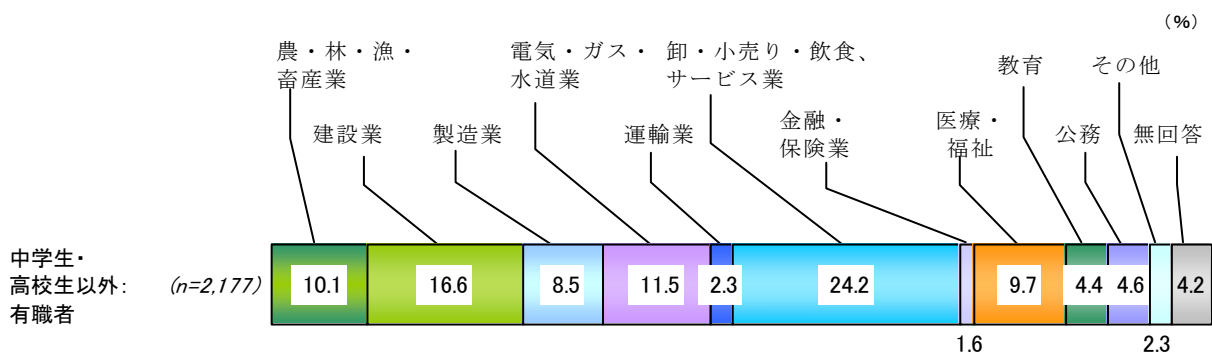 (%)
農・林・漁・
畜産業
電気・ガス・
水道業
卸・小売り・飲食、
サービス業
教育
その他
建設業
製造業
運輸業
金融・
保険業
医療・
福祉
公務
無回答
中学生・
高校生以外:
有職者
(n=2,177)
10.1
16.6
8.5
11.5
2.3
24.2
9.7
4.4
4.6
4.2
1.6
2.3